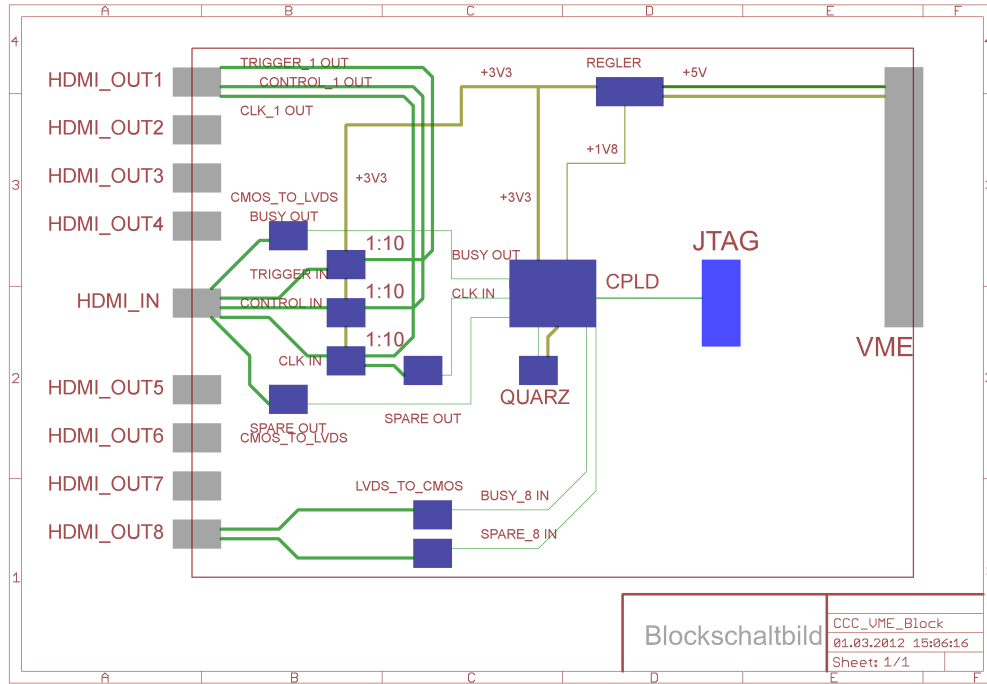 A B C D E F
4
TRIGGER_1 OUT
REGLER
HDMI_OUT1
CONTROL_1 OUT
+3V3
+5V
CLK_1 OUT
HDMI_OUT2
+1V8
HDMI_OUT3
+3V3
3
CMOS_TO_LVDS
+3V3
BUSY OUT
HDMI_OUT4
1:10
JTAG
BUSY OUT
TRIGGER IN
CPLD
1:10
CLK IN
HDMI_IN
CONTROL IN
1:10
VME
CLK IN
2
HDMI_OUT5
QUARZ
SPARE OUT
SPARE OUT
CMOS_TO_LVDS
HDMI_OUT6
HDMI_OUT7
LVDS_TO_CMOS
BUSY_8 IN
HDMI_OUT8
SPARE_8 IN
1
Blockschaltbild
CCC_VME_Block
01.03.2012 15:06:16
Sheet: 1/1
A B C D E F